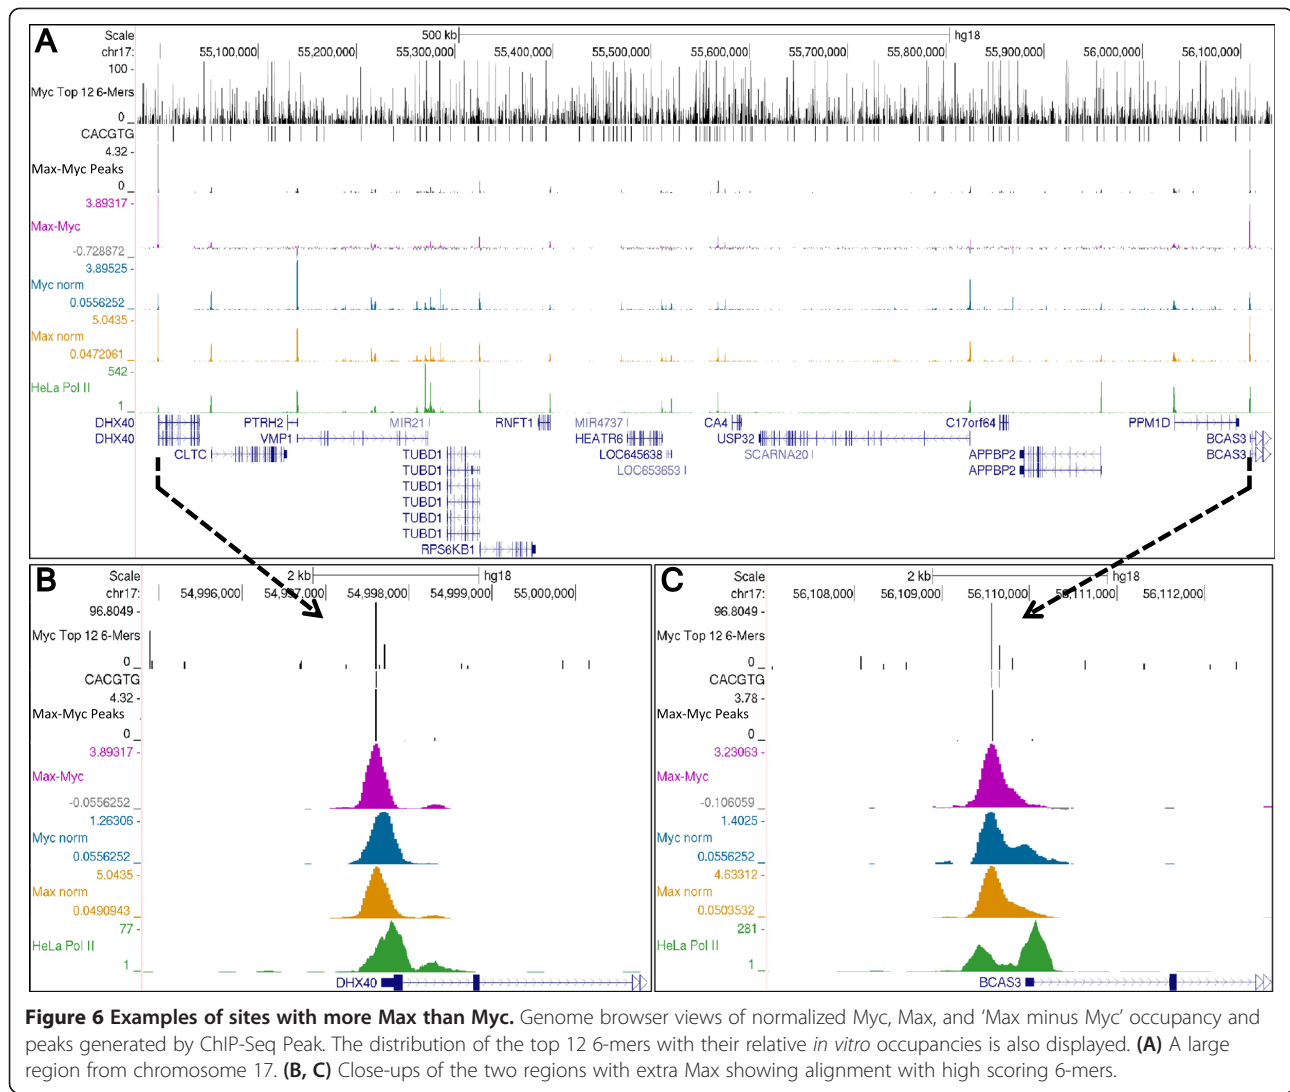 A
Scale 500 kb hg18
chr17: 55,100,000 55,200,000 55,300,000 55,400,000 55,500,000 55,600,000 55,700,000 55,800,000 55,900,000 56,000,000 56,100,000
100 -
Myc Top 12 6-Mers
0 _
CACGTG
4.32 -
Max-Myc Peaks
0 _
3.89317 -
Max-Myc
-0.728672 _
3.89525 -
Myc norm
0.0556252 _
5.0435 -
Max norm
0.0472061 _
542 -
HeLa Pol II
1 _
DHX40 PTRH2 MIR21 RNFT1 MIR4737 CA4 C17orf64 PPM1D
DHX40 VMP1 HEATR6 USP32 BCAS3
CLTC TUBD1 LOC645638 SCARNA20 APPBP2 BCAS3
TUBD1 LOC653653 APPBP2
TUBD1
TUBD1
TUBD1
TUBD1
RPS6KB1
B
Scale 2 kb hg18
chr17: 54,996,000 54,997,000 54,998,000 54,999,000 55,000,000
96.8049 -
Myc Top 12 6-Mers
0 _
CACGTG
4.32 -
Max-Myc Peaks
0 _
3.89317 -
Max-Myc
-0.0556252 _
1.26306 -
Myc norm
0.0556252 _
5.0435 -
Max norm
0.0490943 _
77 -
HeLa Pol II
1 _
DHX40
C
Scale 2 kb hg18
chr17: 56,108,000 56,109,000 56,110,000 56,111,000 56,112,000
96.8049 -
Myc Top 12 6-Mers
0 _
CACGTG
3.78 -
Max-Myc Peaks
0 _
3.23063 -
Max-Myc
-0.106059 _
1.4025 -
Myc norm
0.0556252 _
4.63312 -
Max norm
0.0503532 _
281 -
HeLa Pol II
1 _
BCAS3
Figure 6 Examples of sites with more Max than Myc. Genome browser views of normalized Myc, Max, and ‘Max minus Myc’ occupancy and
peaks generated by ChIP-Seq Peak. The distribution of the top 12 6-mers with their relative in vitro occupancies is also displayed. (A) A large
region from chromosome 17. (B, C) Close-ups of the two regions with extra Max showing alignment with high scoring 6-mers.